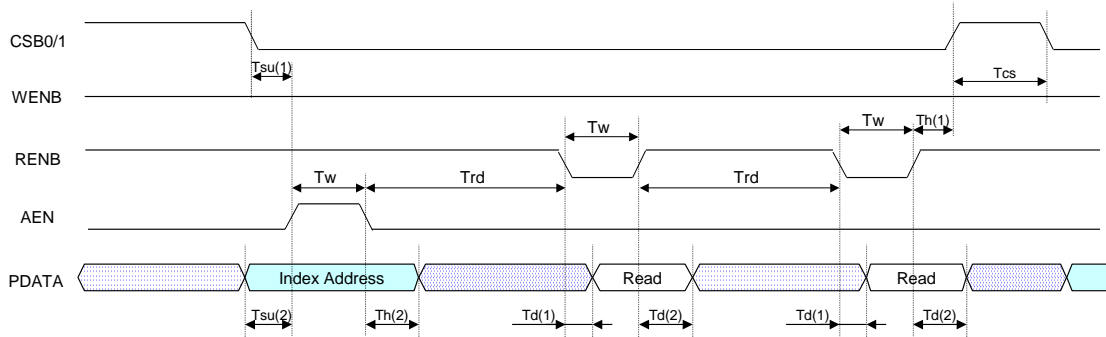 CSB0/1
Tsu(1)
Tcs
WENB
Tw
Tw
Th(1)
RENB
Tw
Trd
Trd
AEN
PDATA
Index Address
Read
Read
Tsu(2)
Th(2)
Td(1)
Td(2)
Td(1)
Td(2)